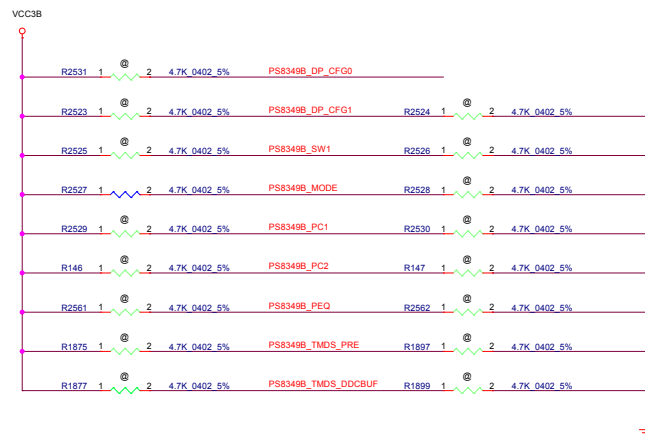 VCC3B
@
R2531 1 2 4.7K_0402_5% PS8349B_DP_CFG0
@ @
R2523 1 2 4.7K_0402_5% PS8349B_DP_CFG1 R2524 1 2 4.7K_0402_5%
@ @
R2525 1 2 4.7K_0402_5% PS8349B_SW1 R2526 1 2 4.7K_0402_5%
@
R2527 1 2 4.7K_0402_5% PS8349B_MODE R2528 1 2 4.7K_0402_5%
@ @
R2529 1 2 4.7K_0402_5% PS8349B_PC1 R2530 1 2 4.7K_0402_5%
@ @
R146 1 2 4.7K_0402_5% PS8349B_PC2 R147 1 2 4.7K_0402_5%
@ @
R2561 1 2 4.7K_0402_5% PS8349B_PEQ R2562 1 2 4.7K_0402_5%
@ @
R1875 1 2 4.7K_0402_5% PS8349B_TMDS_PRE R1897 1 2 4.7K_0402_5%
@ @
R1877 1 2 4.7K_0402_5% PS8349B_TMDS_DDCBUF R1899 1 2 4.7K_0402_5%